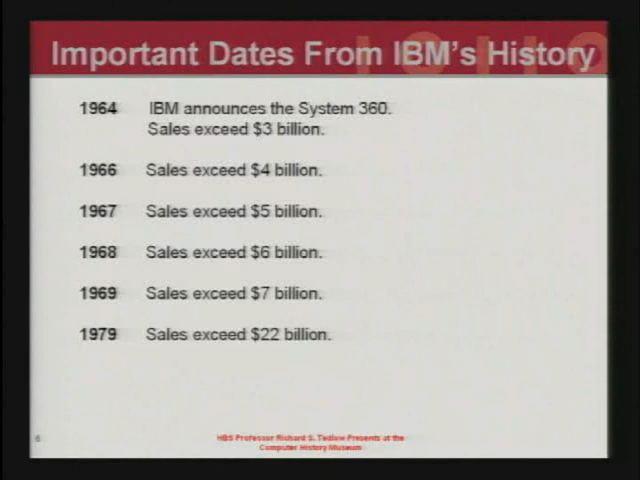 Important Dates From IBM's History
1964 IBM announces the System 360.
Sales exceed $3 billion.
1966 Sales exceed $4 billion.
1967 Sales exceed $5 billion.
1968 Sales exceed $6 billion.
1969 Sales exceed $7 billion.
1979 Sales exceed $22 billion.
6
HBS Professor Richard S. Tedlow Presents at the
Computer History Museum